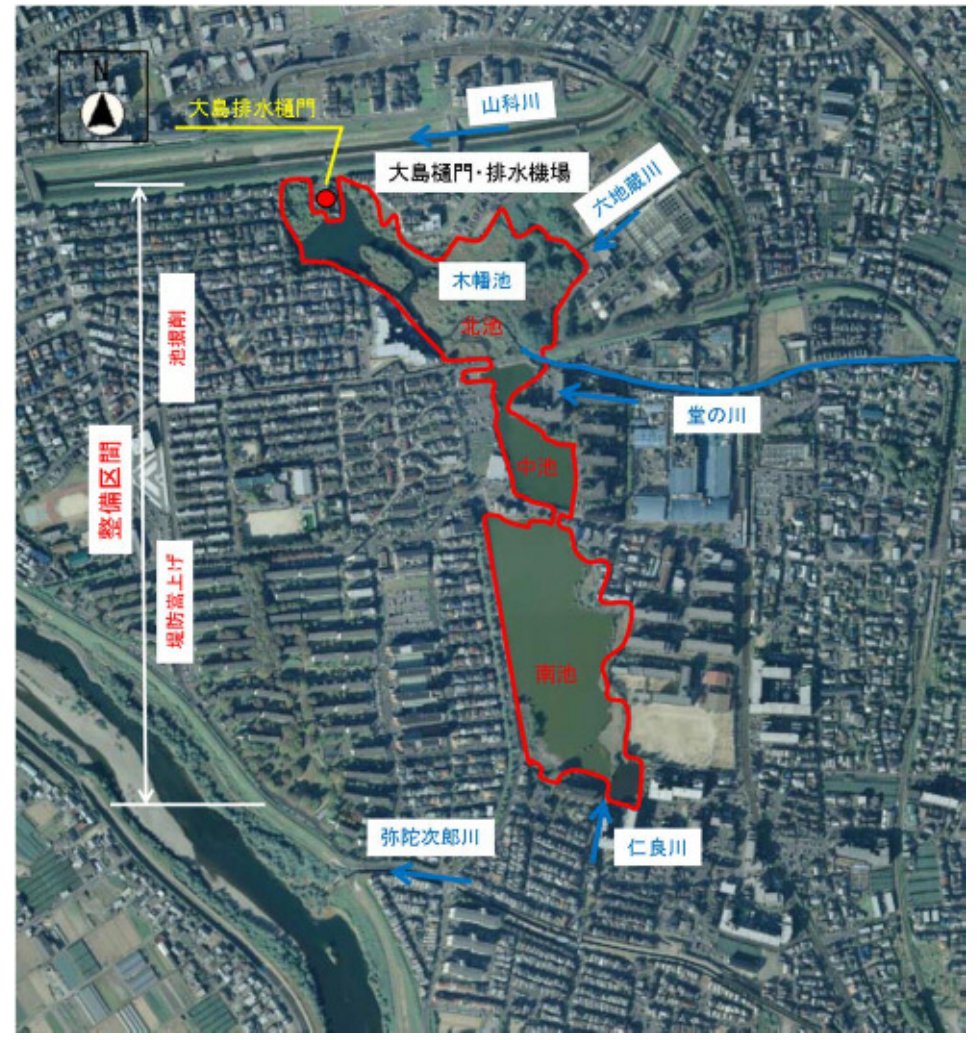 N
大島排水樋門
山科川
大島樋門・排水機場
六地蔵川
木幡池
北池
池掘削
堂の川
中池
整備区間
堤防嵩上げ
南池
弥陀次郎川
仁良川